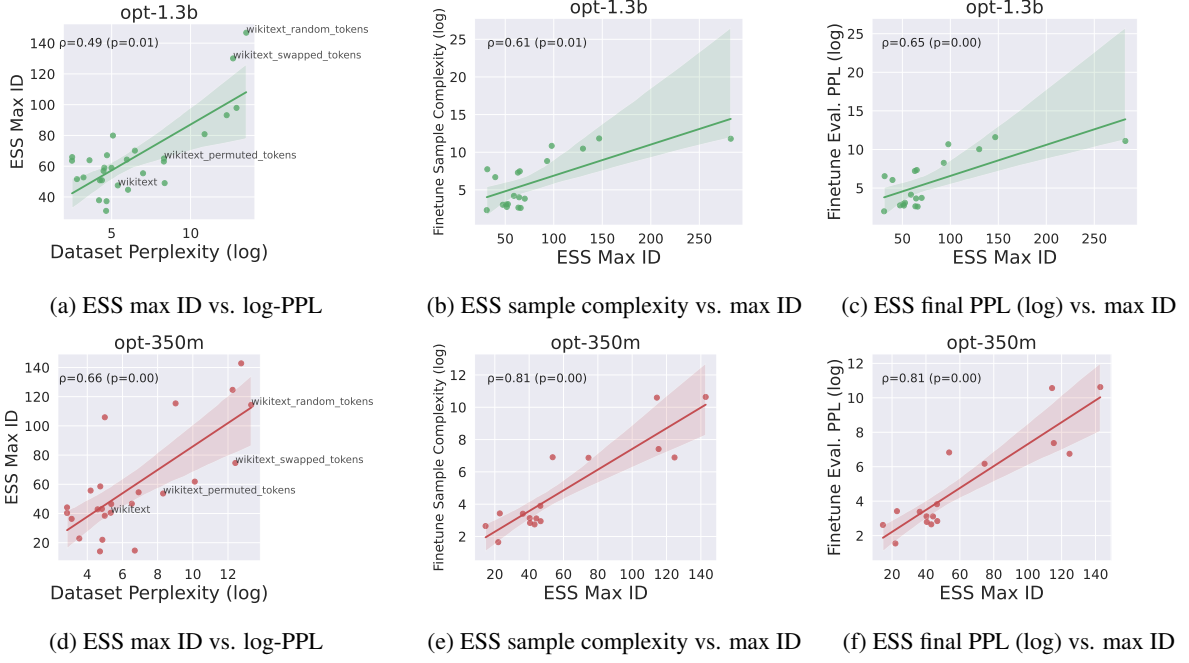 opt-1.3b
ρ=0.49 (p=0.01)
wikitext_random_tokens
wikitext_swapped_tokens
wikitext_permuted_tokens
wikitext
ESS Max ID
140
120
100
80
60
40
5 10
Dataset Perplexity (log)
(a) ESS max ID vs. log-PPL
opt-1.3b
ρ=0.61 (p=0.01)
Finetune Sample Complexity (log)
25
20
15
10
5
50 100 150 200 250
ESS Max ID
(b) ESS sample complexity vs. max ID
opt-1.3b
ρ=0.65 (p=0.00)
Finetune Eval. PPL (log)
25
20
15
10
5
50 100 150 200 250
ESS Max ID
(c) ESS final PPL (log) vs. max ID
opt-350m
ρ=0.66 (p=0.00)
wikitext_random_tokens
wikitext_swapped_tokens
wikitext_permuted_tokens
wikitext
ESS Max ID
140
120
100
80
60
40
20
4 6 8 10 12
Dataset Perplexity (log)
(d) ESS max ID vs. log-PPL
opt-350m
ρ=0.81 (p=0.00)
Finetune Sample Complexity (log)
12
10
8
6
4
2
20 40 60 80 100 120 140
ESS Max ID
(e) ESS sample complexity vs. max ID
opt-350m
ρ=0.81 (p=0.00)
Finetune Eval. PPL (log)
12
10
8
6
4
2
20 40 60 80 100 120 140
ESS Max ID
(f) ESS final PPL (log) vs. max ID